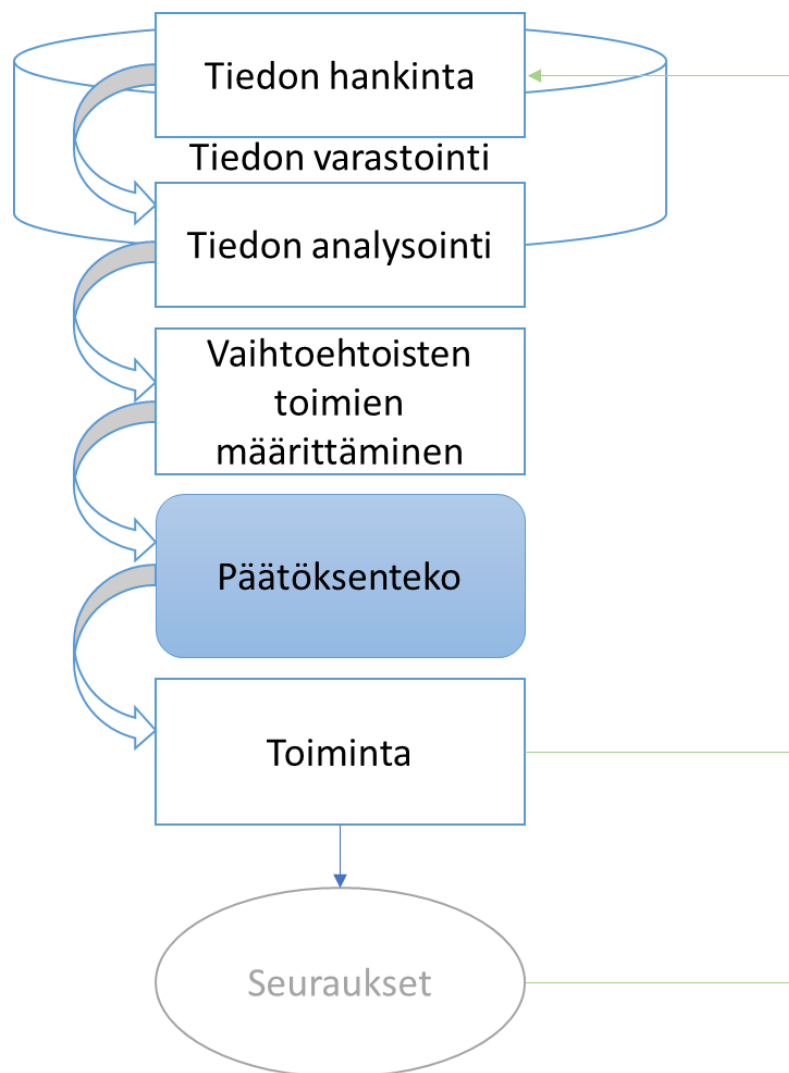 Tiedon hankinta
Tiedon varastointi
Tiedon analysointi
Vaihtoehtoisten
toimien
määrittäminen
Päätöksenteko
Toiminta
Seuraukset